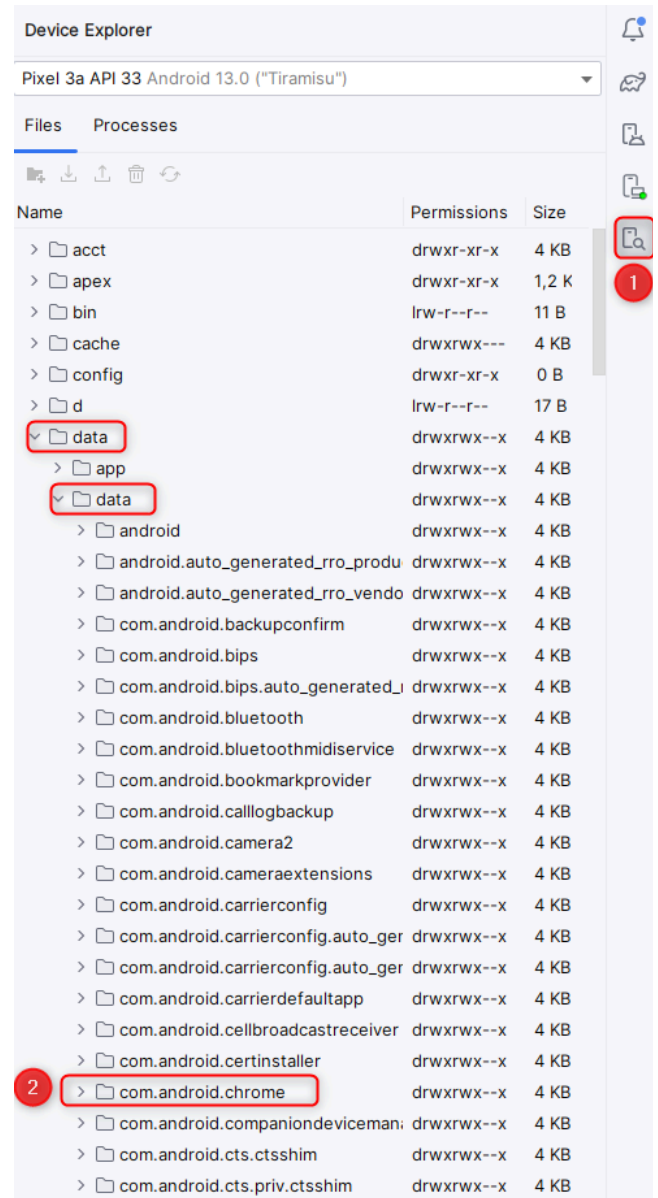 Device Explorer
Pixel 3a API 33 Android 13.0 ("Tiramisu")
Files Processes
Name Permissions Size
acct drwxr-xr-x 4 KB
apex drwxr-xr-x 1,2 K
1
bin lrw-r--r-- 11 B
cache drwxrwx--- 4 KB
config drwxr-xr-x 0 B
d lrw-r--r-- 17 B
data drwxrwx--x 4 KB
app drwxrwx--x 4 KB
data drwxrwx--x 4 KB
android drwxrwx--x 4 KB
android.auto_generated_rro_produ drwxrwx--x 4 KB
android.auto_generated_rro_vendo drwxrwx--x 4 KB
com.android.backupconfirm drwxrwx--x 4 KB
com.android.bips drwxrwx--x 4 KB
com.android.bips.auto_generated_ drwxrwx--x 4 KB
com.android.bluetooth drwxrwx--x 4 KB
com.android.bluetoothmidiservice drwxrwx--x 4 KB
com.android.bookmarkprovider drwxrwx--x 4 KB
com.android.calllogbackup drwxrwx--x 4 KB
com.android.camera2 drwxrwx--x 4 KB
com.android.cameraextensions drwxrwx--x 4 KB
com.android.carrierconfig drwxrwx--x 4 KB
com.android.carrierconfig.auto_ger drwxrwx--x 4 KB
com.android.carrierconfig.auto_ger drwxrwx--x 4 KB
com.android.carrierdefaultapp drwxrwx--x 4 KB
com.android.cellbroadcastreceiver drwxrwx--x 4 KB
com.android.certinstaller drwxrwx--x 4 KB
2 com.android.chrome drwxrwx--x 4 KB
com.android.companiondeviceman drwxrwx--x 4 KB
com.android.cts.ctsshim drwxrwx--x 4 KB
com.android.cts.priv.ctsshim drwxrwx--x 4 KB